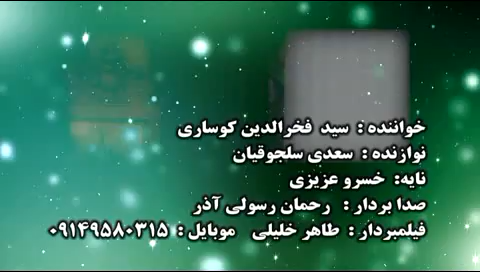 خواننده : سید فخرالدین کوساری
نوازنده : سعدی سلجوقیان
نایه: خسرو عزیزی
صدا بردار : رحمان رسولی آذر
فیلمبردار : طاهر خلیلی موبایل : ۰۹۱۴۹۵۸۰۳۱۵